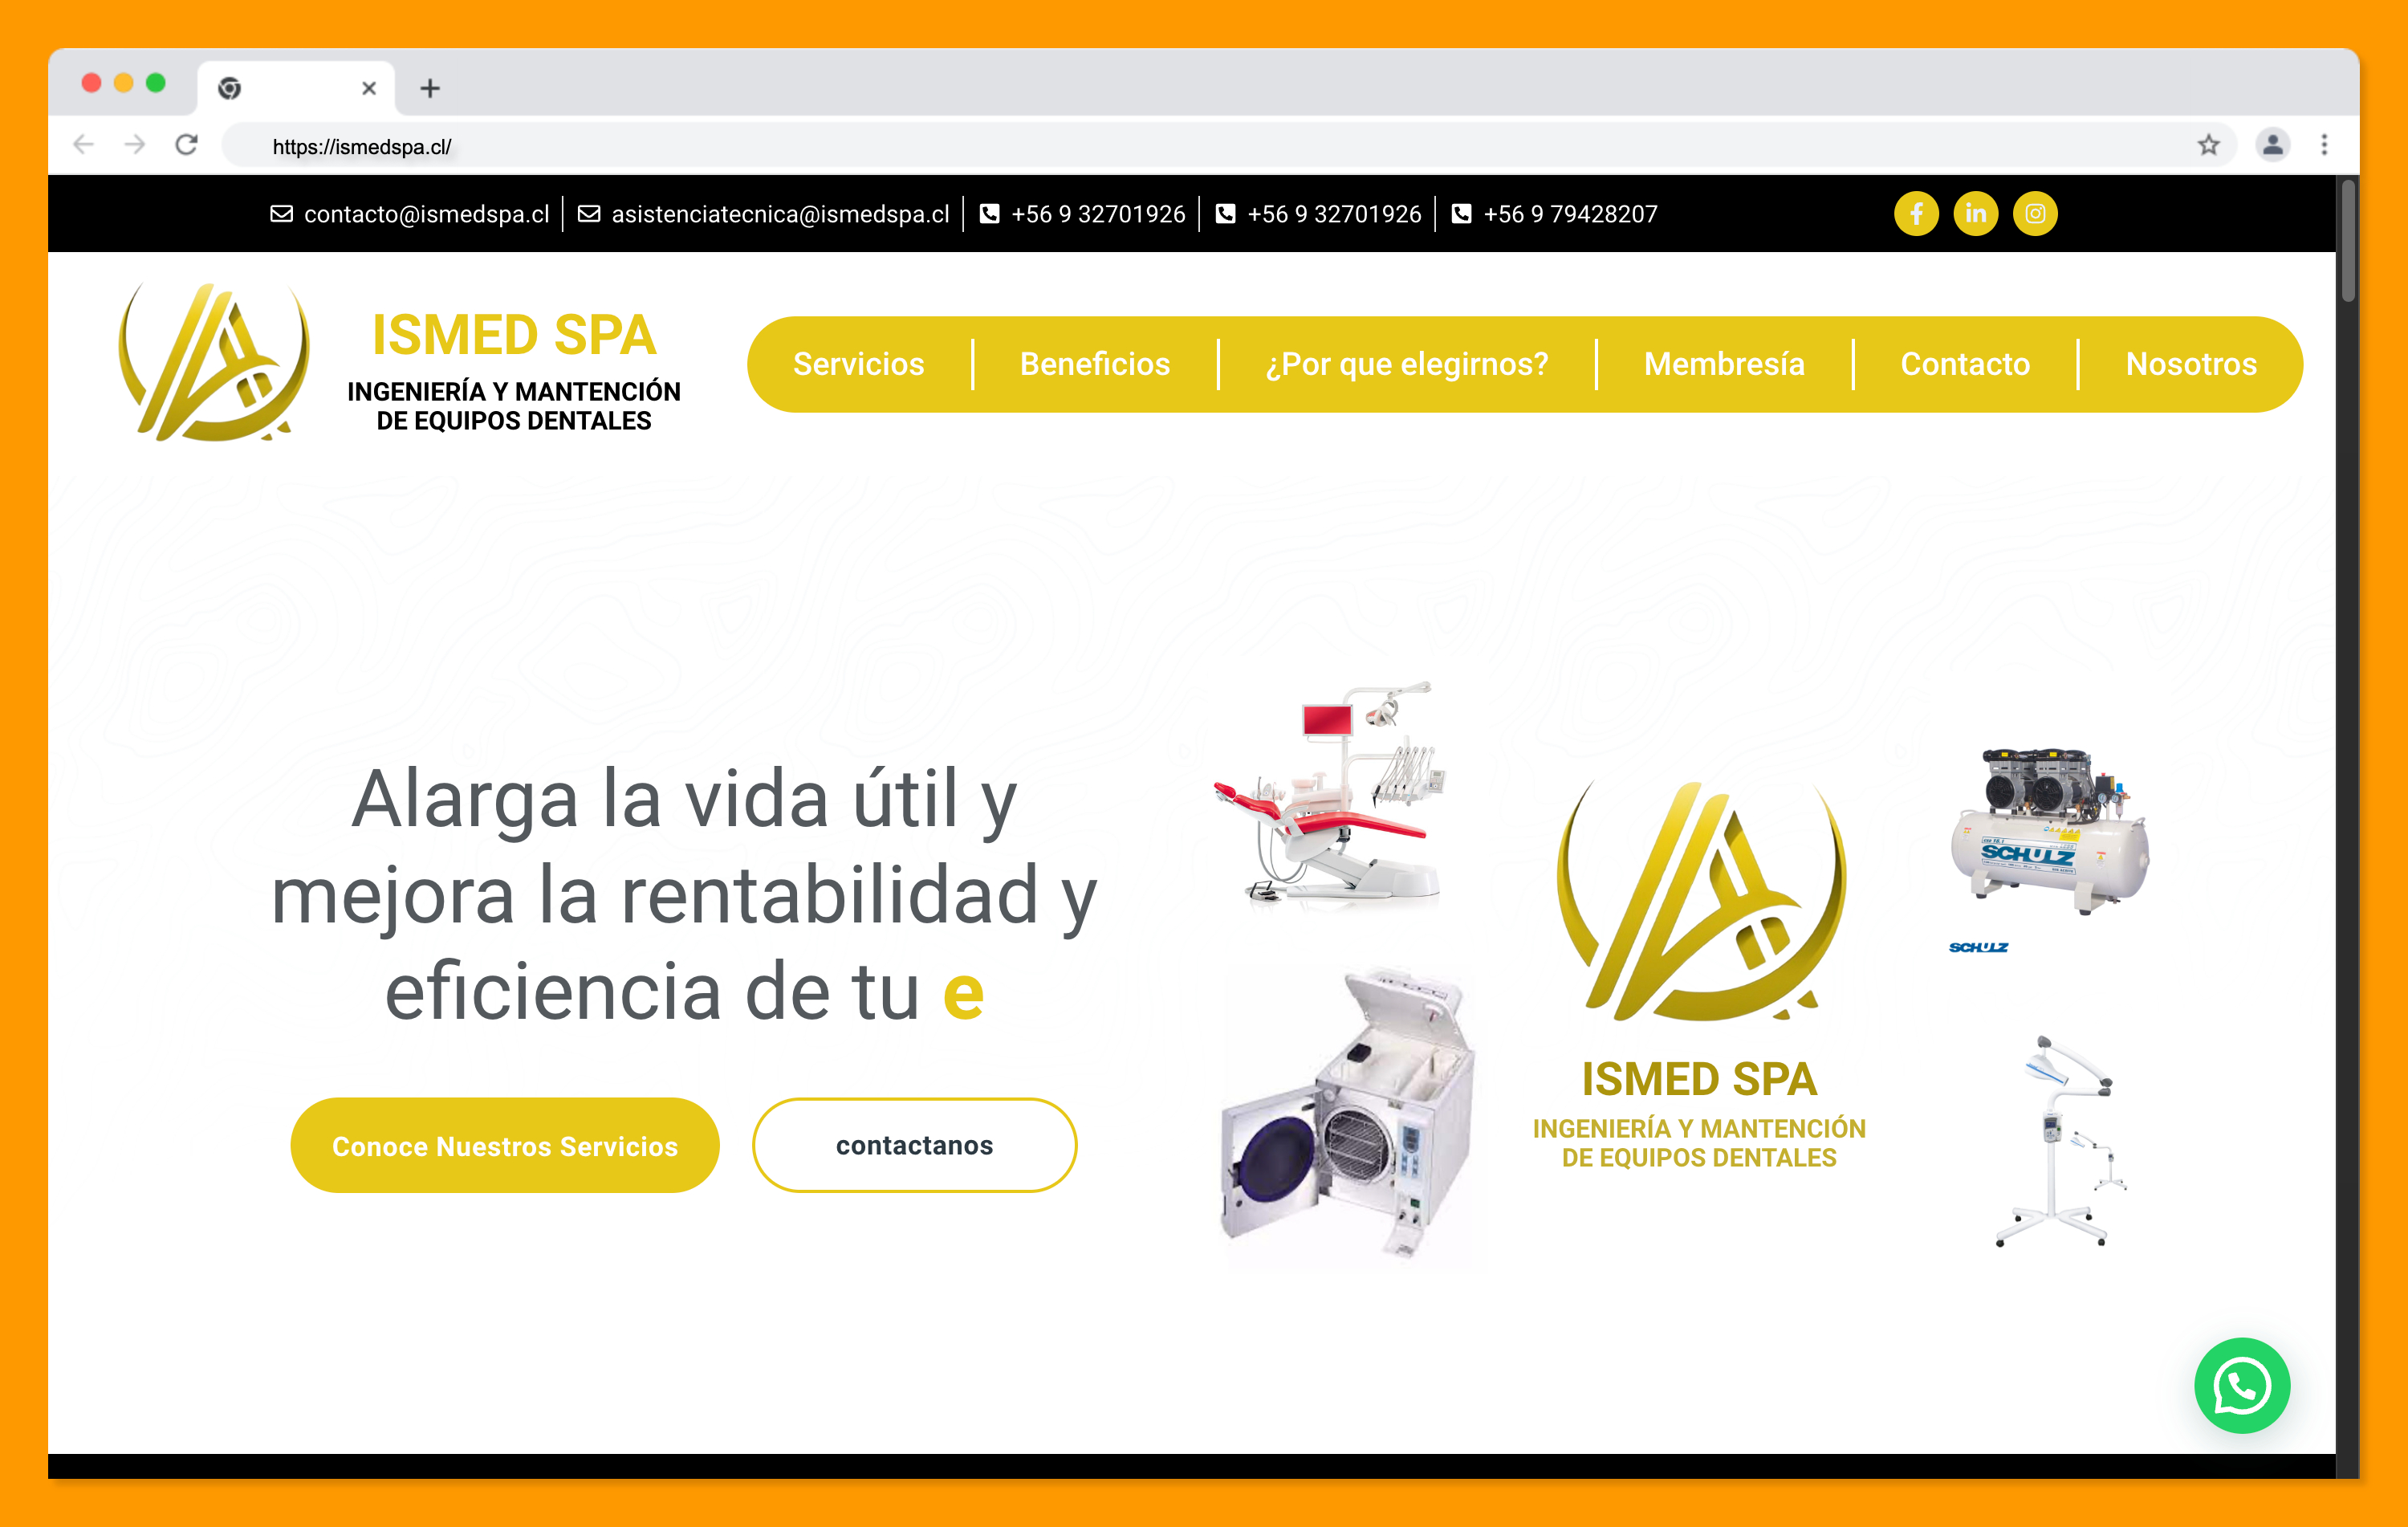 https://ismedspa.cl/
contacto@ismedspa.cl
asistenciatecnica@ismedspa.cl
+56 9 32701926
+56 9 32701926
+56 9 79428207
ISMED SPA
INGENIERÍA Y MANTENCIÓN
DE EQUIPOS DENTALES
Servicios
Beneficios
¿Por que elegirnos?
Membresía
Contacto
Nosotros
Alarga la vida útil y
mejora la rentabilidad y
eficiencia de tu e
Conoce Nuestros Servicios
contactanos
ISMED SPA
INGENIERÍA Y MANTENCIÓN
DE EQUIPOS DENTALES
SCHULZ
SCHULZ